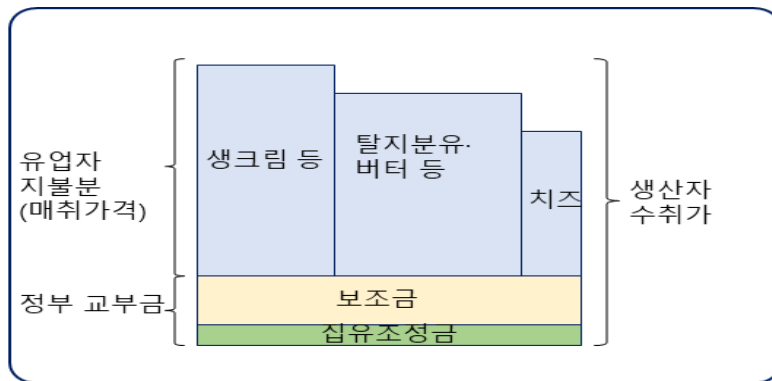 유업자
지불분
(매취가격)
생크림 등
탈지분유·
버터 등
치즈
생산자
수취가
정부 교부금
보조금
집유조성금